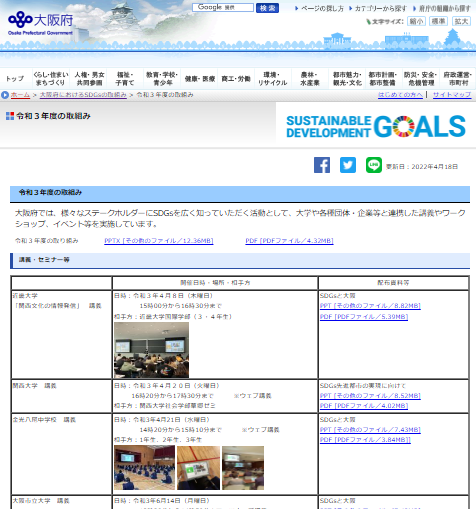 大阪府
Osaka Prefectural Government
Google 提供
検索
ページの探し方
カテゴリーから探す
府庁の組織から探す
文字サイズ: 縮小 標準 拡大
トップ
くらし・住まい・まちづくり
人権・男女共同参画
福祉・子育て
教育・学校・青少年
健康・医療
商工・労働
環境・リサイクル
農林・水産業
都市魅力・観光・文化
都市計画・都市整備
防災・安全・危機管理
府政運営・市町村
ホーム > 大阪府におけるSDGsの取組み > 令和３年度の取組み
はじめての方へ | サイトマップ
令和３年度の取組み
SUSTAINABLE DEVELOPMENT GOALS
更新日：2022年4月18日
令和３年度の取組み
大阪府では、様々なステークホルダーにSDGsを広く知っていただく活動として、大学や各種団体・企業等と連携した講義やワーク
ショップ、イベント等を実施しています。
令和３年度の取り組み
PPTX [その他のファイル／12.36MB]
PDF [PDFファイル／4.32MB]
講義・セミナー等
開催日時・場所・相手方
配布資料等
近畿大学
「関西文化の情報発信」　講義
日時：令和３年４月８日（木曜日）
15時00分から16時30分まで
相手方：近畿大学国際学部（３・４年生）
SDGsと大阪
PPT [その他のファイル／8.82MB]
PDF [PDFファイル／5.39MB]
関西大学　講義
日時：令和３年４月２０日（火曜日）
16時20分から17時30分まで　※ウェブ講義
相手方：関西大学社会学部草郷ゼミ
SDGs先進都市の実現に向けて
PPT [その他のファイル／8.52MB]
PDF [PDFファイル／4.02MB]
金光八尾中学校　講義
日時：令和3年4月21日（水曜日）
14時20分から15時10分まで　※ウェブ講義
相手方：1年生、2年生、3年生
SDGsと大阪
PPT [その他のファイル／7.43MB]
PDF [PDFファイル／3.84MB]]
大阪市立大学　講義
日時：令和3年6月14日（月曜日）
SDGsと大阪